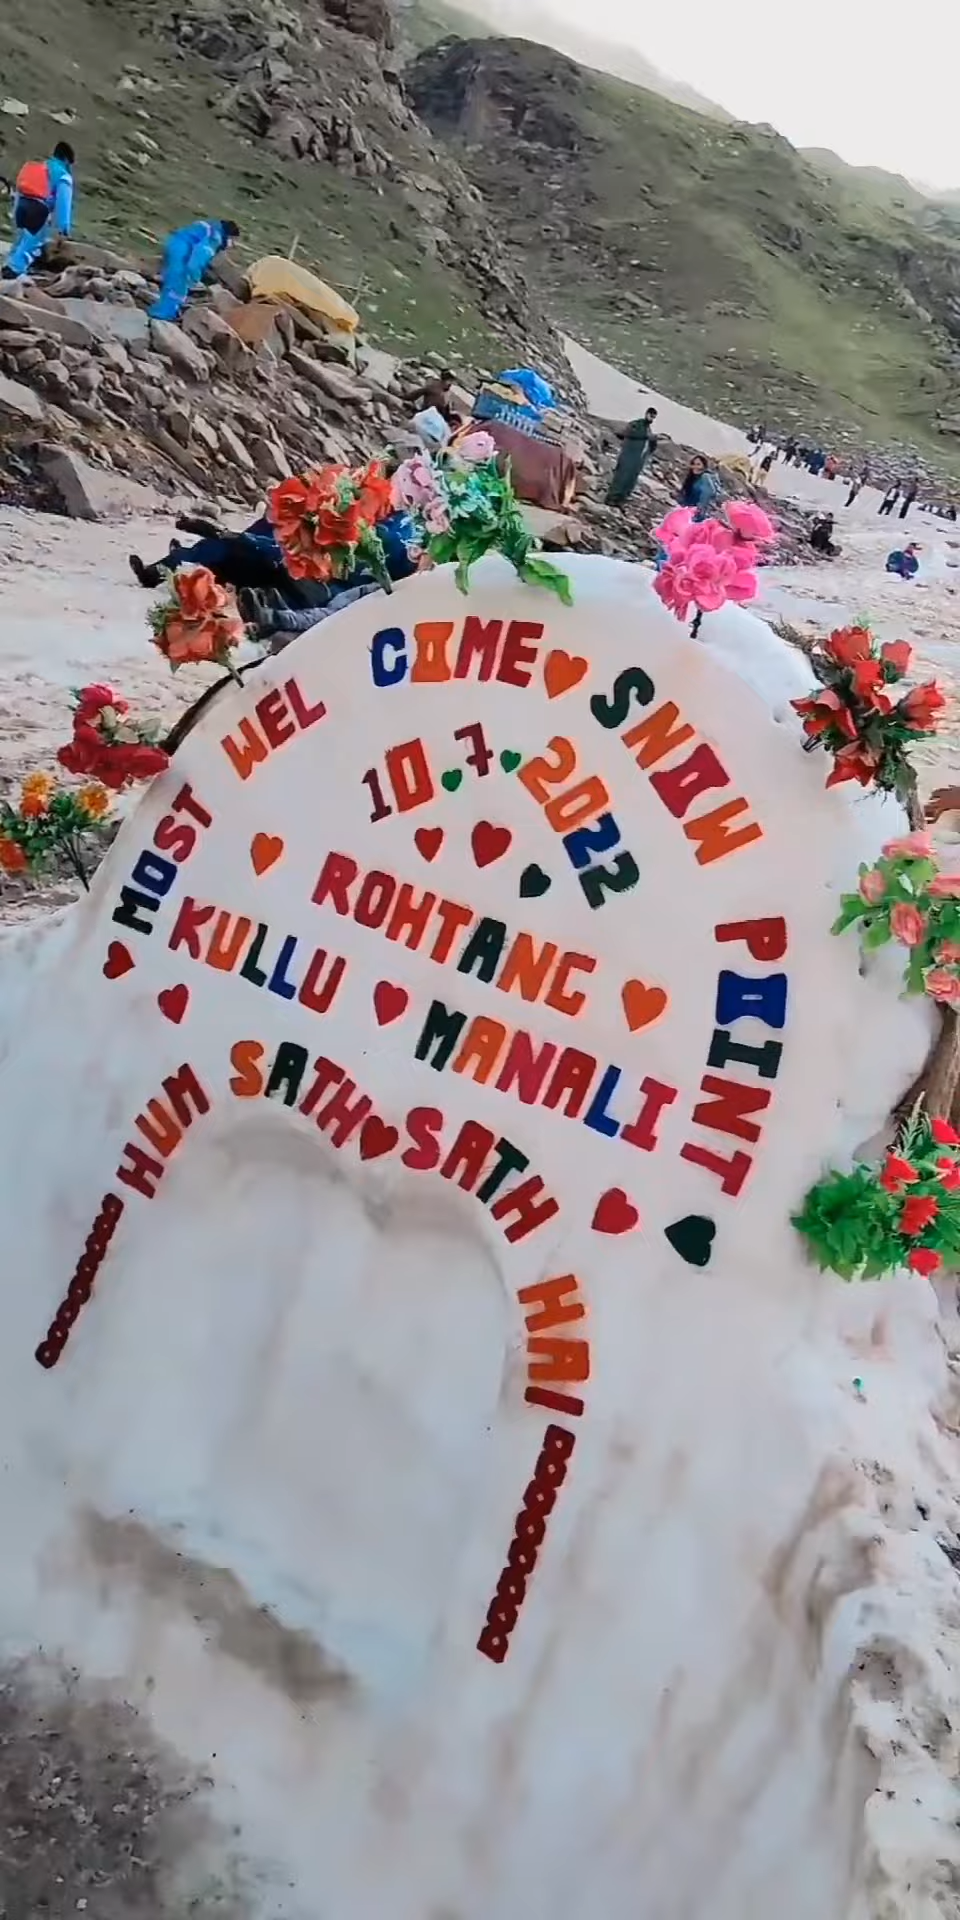 MOST WEL COME SNOW POINT
10.7.2022
ROHTANG
KULLU MANALI
HUM SATH SATH HAI